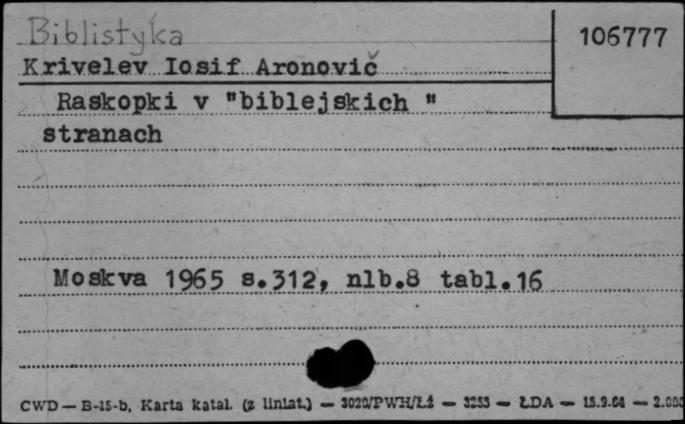 Biblistyka
106777
Krivelev Iosif Aronovič
Raskopki v "biblejskich "
stranach
Moskva 1965 s.312, nlb.8 tabl.16
CWD — B-15-b. Karta katal. (z liniat.) — 3020/PWH/Łż — 3253 — ŁDA — 15.9.64 — 2.000